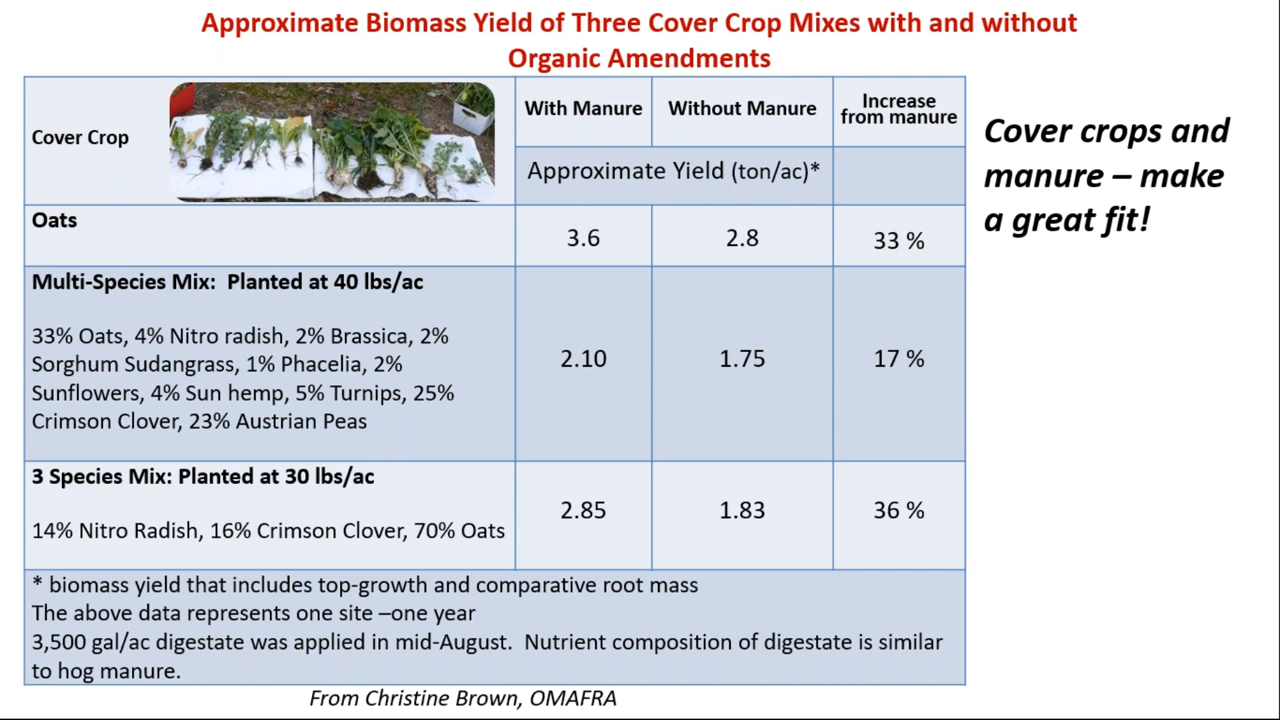 Approximate Biomass Yield of Three Cover Crop Mixes with and without
Organic Amendments
Cover Crop
With Manure
Without Manure
Increase
from manure
Approximate Yield (ton/ac)*
Oats
3.6
2.8
33 %
Multi-Species Mix: Planted at 40 lbs/ac
33% Oats, 4% Nitro radish, 2% Brassica, 2%
Sorghum Sudangrass, 1% Phacelia, 2%
Sunflowers, 4% Sun hemp, 5% Turnips, 25%
Crimson Clover, 23% Austrian Peas
2.10
1.75
17 %
3 Species Mix: Planted at 30 lbs/ac
14% Nitro Radish, 16% Crimson Clover, 70% Oats
2.85
1.83
36 %
* biomass yield that includes top-growth and comparative root mass
The above data represents one site –one year
3,500 gal/ac digestate was applied in mid-August. Nutrient composition of digestate is similar
to hog manure.
From Christine Brown, OMAFRA
Cover crops and
manure – make
a great fit!